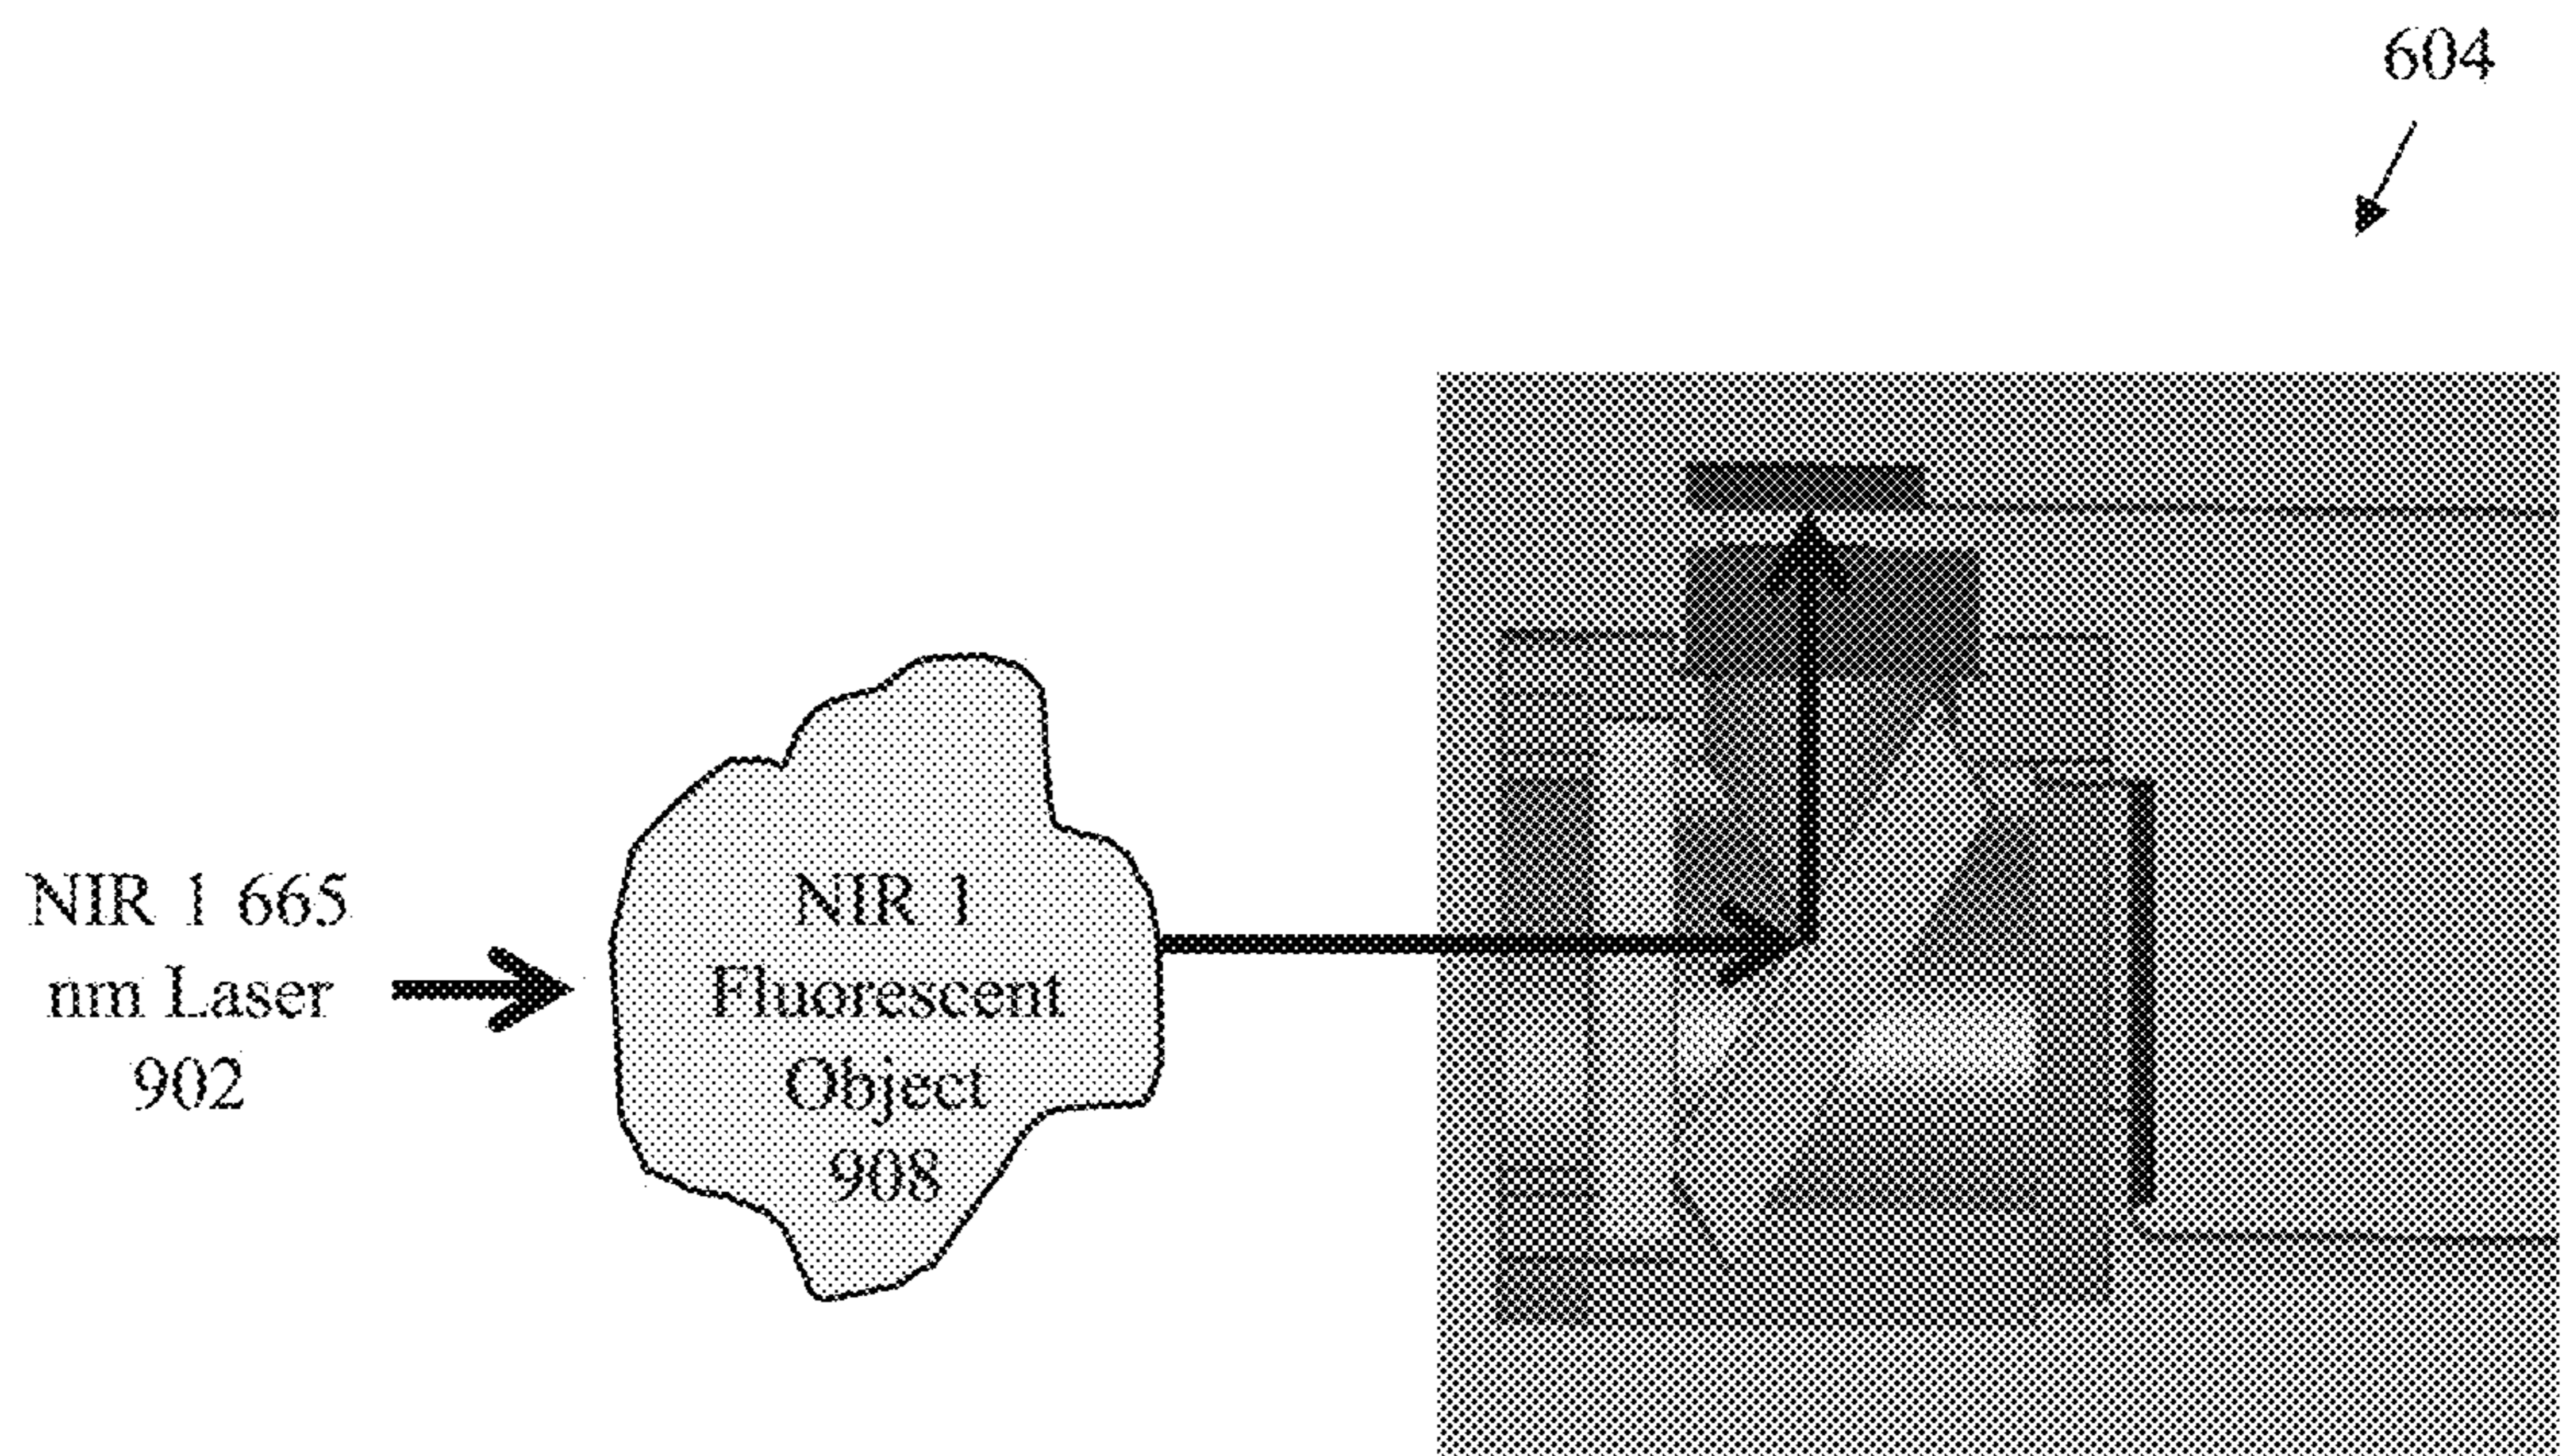 604
NIR 1 665
nm Laser
902
NIR 1
Fluorescent
Object
908